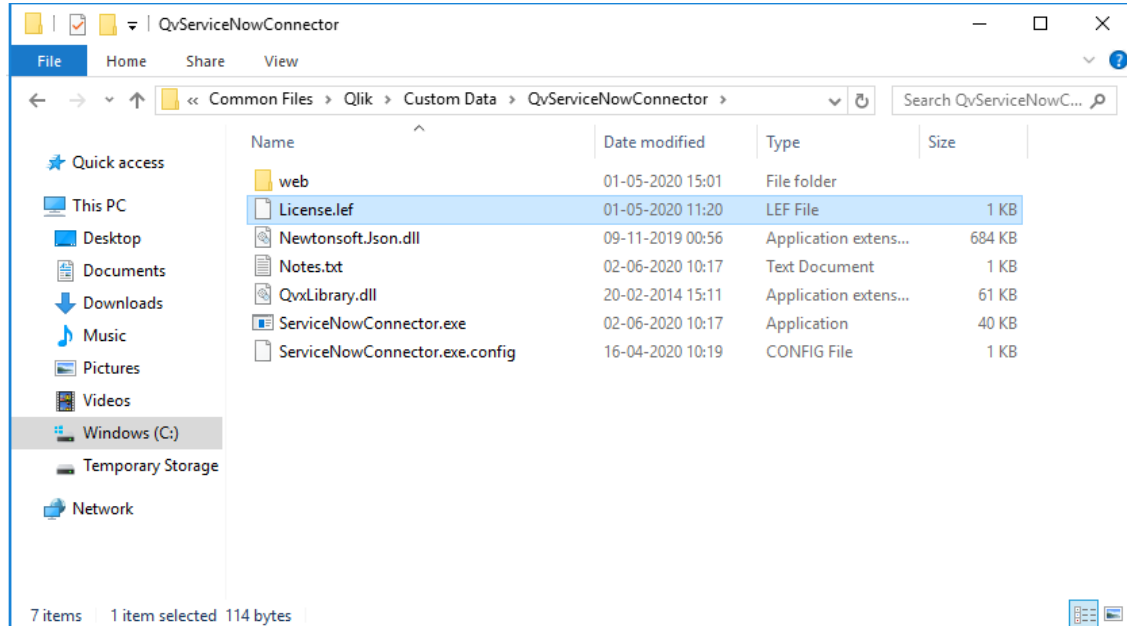 QvServiceNowConnector
File Home Share View
« Common Files > Qlik > Custom Data > QvServiceNowConnector > Search QvServiceNowC...
Name Date modified Type Size
Quick access
This PC
Desktop
Documents
Downloads
Music
Pictures
Videos
Windows (C:)
Temporary Storage
Network
web 01-05-2020 15:01 File folder
License.lef 01-05-2020 11:20 LEF File 1 KB
Newtonsoft.Json.dll 09-11-2019 00:56 Application extens... 684 KB
Notes.txt 02-06-2020 10:17 Text Document 1 KB
QvxLibrary.dll 20-02-2014 15:11 Application extens... 61 KB
ServiceNowConnector.exe 02-06-2020 10:17 Application 40 KB
ServiceNowConnector.exe.config 16-04-2020 10:19 CONFIG File 1 KB
7 items 1 item selected 114 bytes